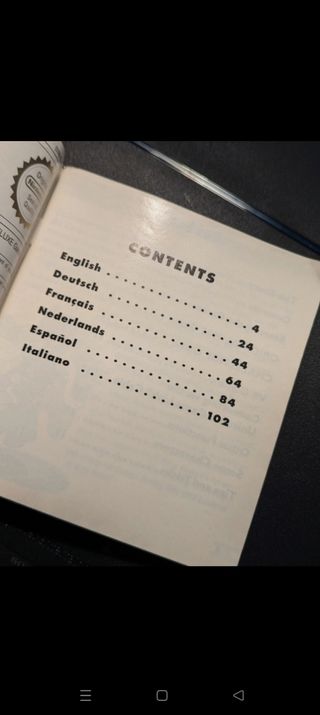 CONTENTS
English . . . . . . . . . . . . . . . . . . 4
Deutsch . . . . . . . . . . . . . . . . . 24
Français . . . . . . . . . . . . . . . . 44
Nederlands . . . . . . . . . . . . . . 64
Español . . . . . . . . . . . . . . . . 84
Italiano . . . . . . . . . . . . . . . 102